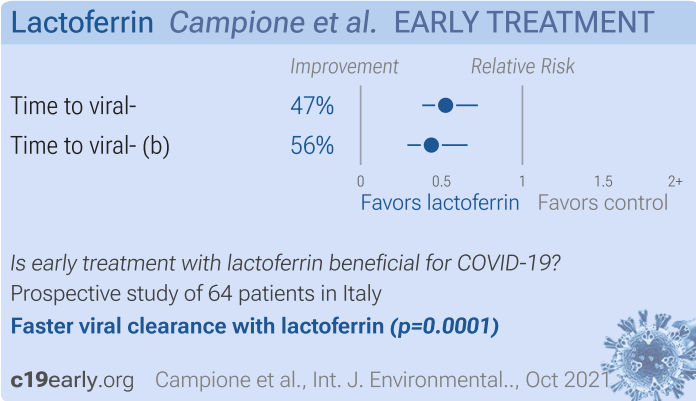 Lactoferrin Campione et al. EARLY TREATMENT
Improvement Relative Risk
Time to viral- 47%
Time to viral- (b) 56%
0 0.5 1 1.5 2+
Favors lactoferrin Favors control
Is early treatment with lactoferrin beneficial for COVID-19?
Prospective study of 64 patients in Italy
Faster viral clearance with lactoferrin (p=0.0001)
c19early.org Campione et al., Int. J. Environmental.., Oct 2021